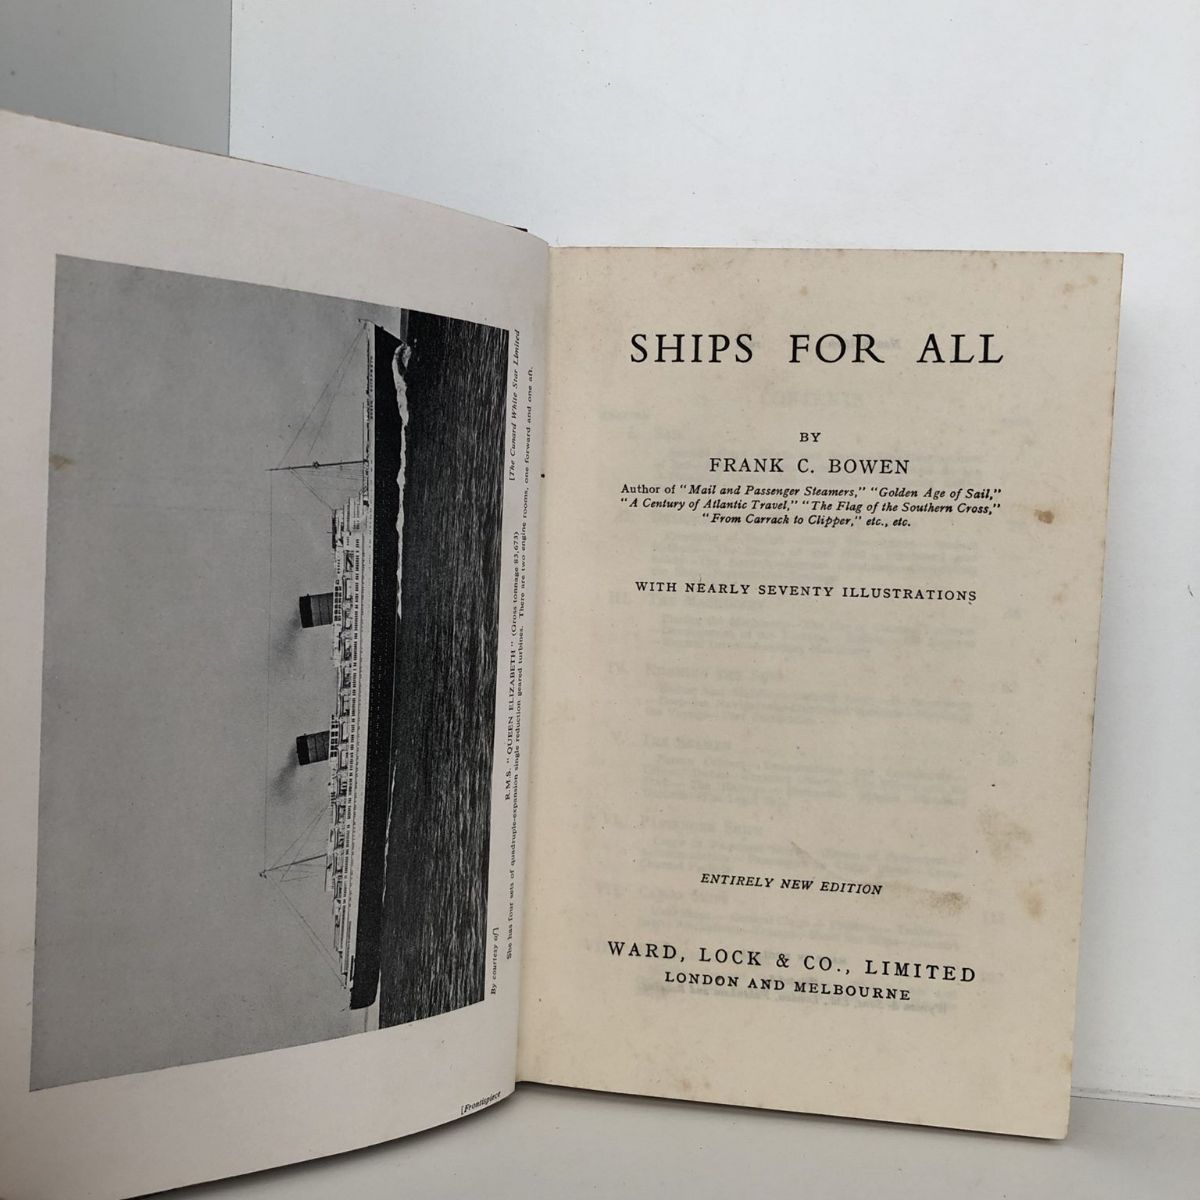 By courtesy of]
[The Cunard White Star Limited
R.M.S. "QUEEN ELIZABETH" (Gross tonnage 83,673)
She has four sets of quadruple-expansion single reduction geared turbines. There are two engine rooms, one forward and one aft.
[Frontispiece
SHIPS FOR ALL
BY
FRANK C. BOWEN
Author of "Mail and Passenger Steamers," "Golden Age of Sail,"
"A Century of Atlantic Travel," "The Flag of the Southern Cross,"
"From Carrack to Clipper," etc., etc.
WITH NEARLY SEVENTY ILLUSTRATIONS
ENTIRELY NEW EDITION
WARD, LOCK & CO., LIMITED
LONDON AND MELBOURNE